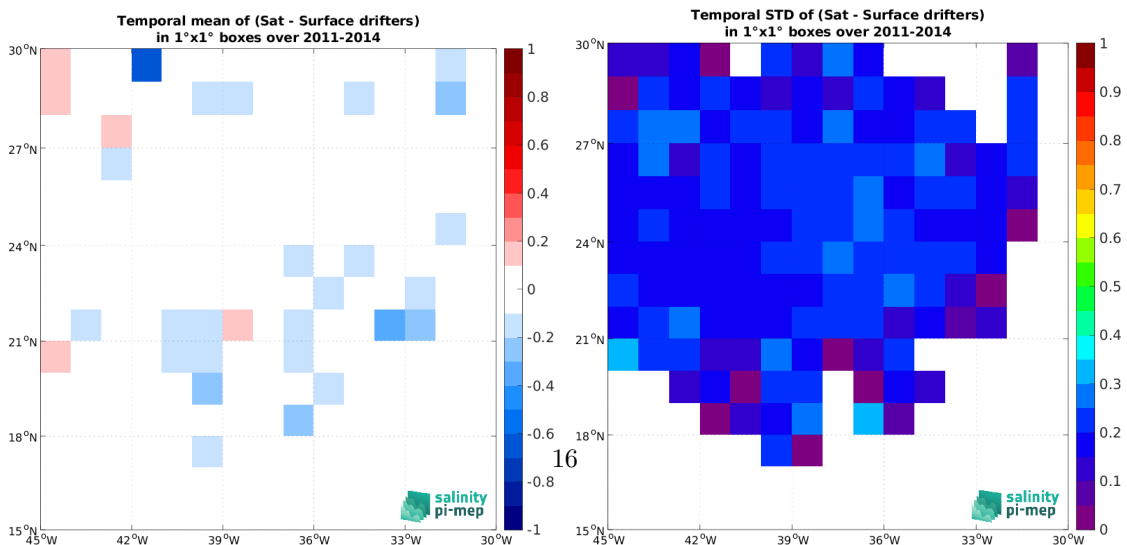 Temporal mean of (Sat - Surface drifters)
in 1°x1° boxes over 2011-2014
30°N
27°N
24°N
21°N
18°N
15°N
45°W
42°W
39°W
36°W
33°W
30°W
1
0.8
0.6
0.4
0.2
0
-0.2
-0.4
-0.6
-0.8
-1
salinity
pi-mep
16
Temporal STD of (Sat - Surface drifters)
in 1°x1° boxes over 2011-2014
30°N
27°N
24°N
21°N
18°N
15°N
45°W
42°W
39°W
36°W
33°W
30°W
1
0.9
0.8
0.7
0.6
0.5
0.4
0.3
0.2
0.1
0
salinity
pi-mep